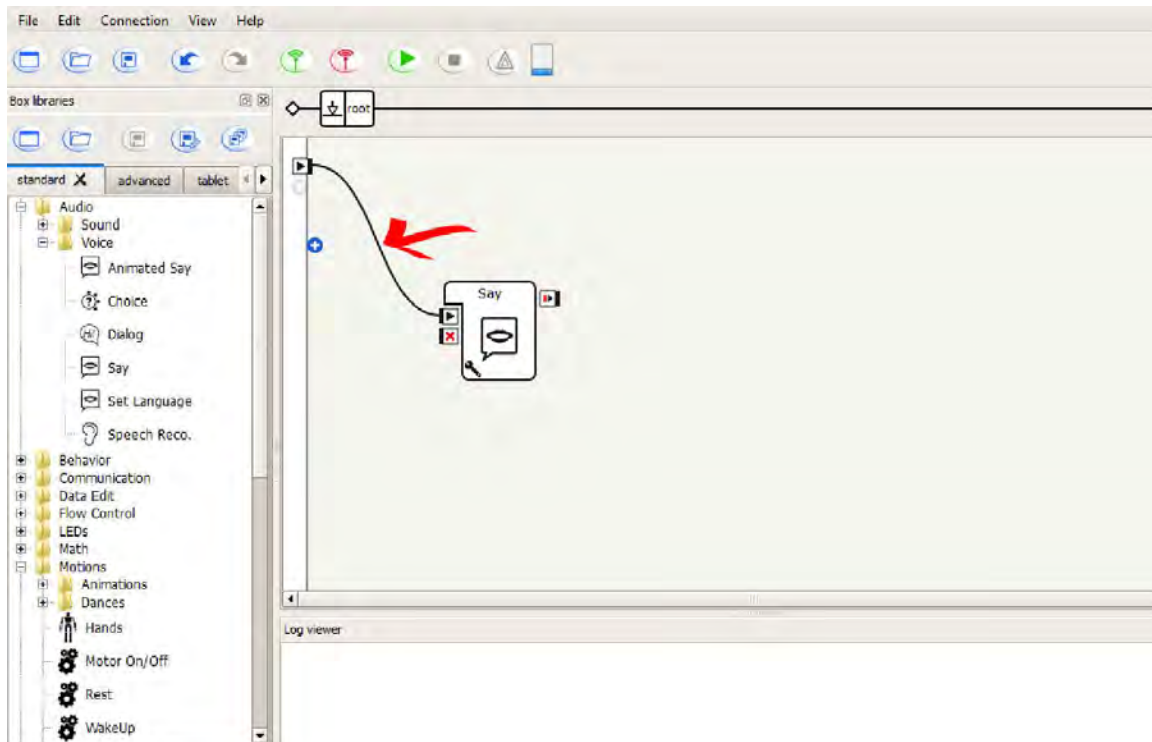 File Edit Connection View Help
Box libraries
root
standard advanced tablet
Audio
Sound
Voice
Animated Say
Choice
Dialog
Say
Set Language
Speech Reco.
Behavior
Communication
Data Edit
Flow Control
LEDs
Math
Motions
Animations
Dances
Hands
Motor On/Off
Rest
WakeUp
Say
Log viewer